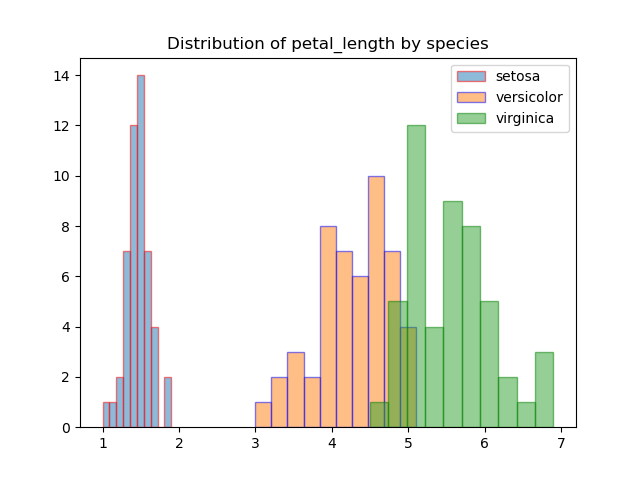 Distribution of petal_length by species
setosa
versicolor
virginica
14
12
10
8
6
4
2
0
1 2 3 4 5 6 7